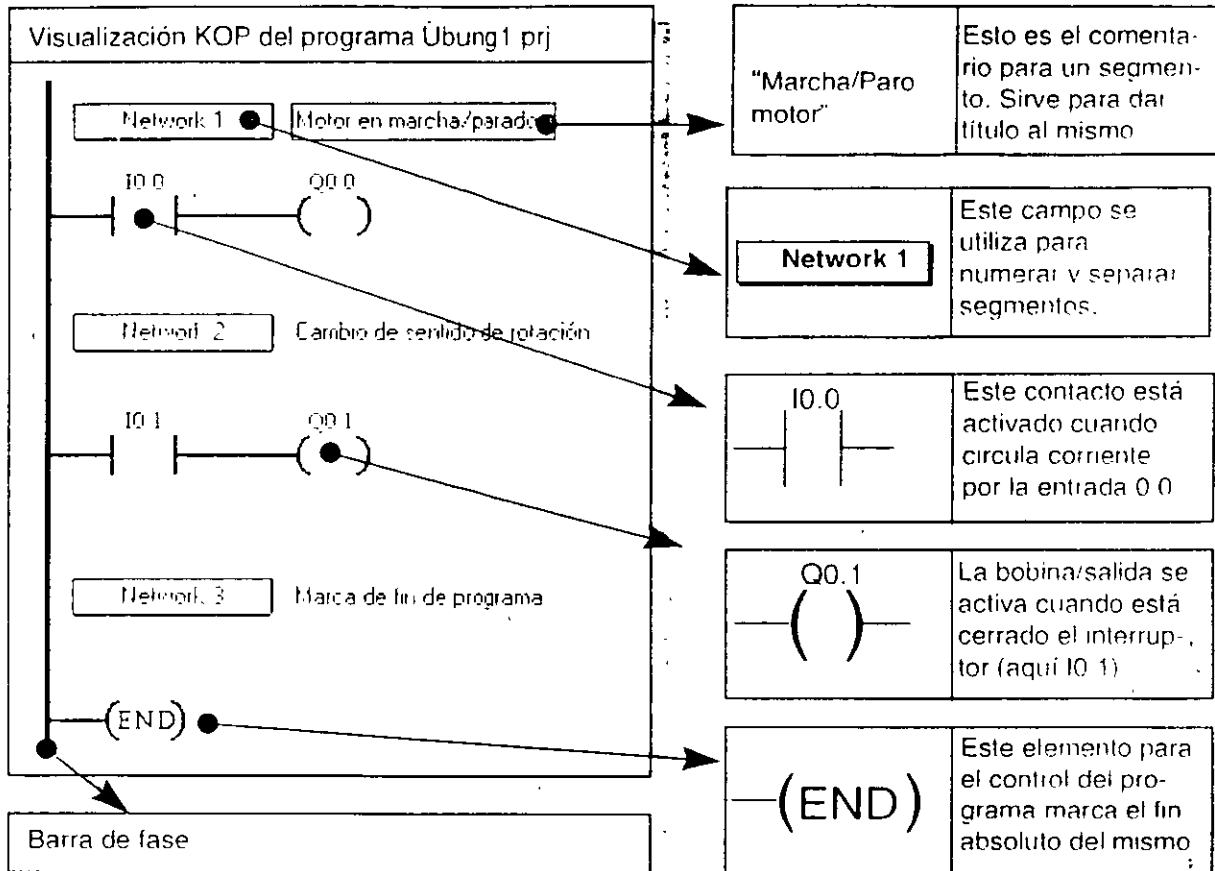 Visualización KOP del programa Übung1 prj
Network 1
Motor en marcha/parado
I0.0
Q0.0
Network 2
Cambio de sentido de rotación
I0.1
Q0.1
Network 3
Marca de fin de programa
(END)
Barra de fase
"Marcha/Paro
motor"
Esto es el comenta-
rio para un segmen-
to. Sirve para dar
título al mismo
Network 1
Este campo se
utiliza para
numerar y separar
segmentos.
I0.0
Este contacto está
activado cuando
circula corriente
por la entrada 0.0
Q0.1
La bobina/salida se
activa cuando está
cerrado el interrup-
tor (aquí I0.1)
(END)
Este elemento para
el control del pro-
grama marca el fin
absoluto del mismo